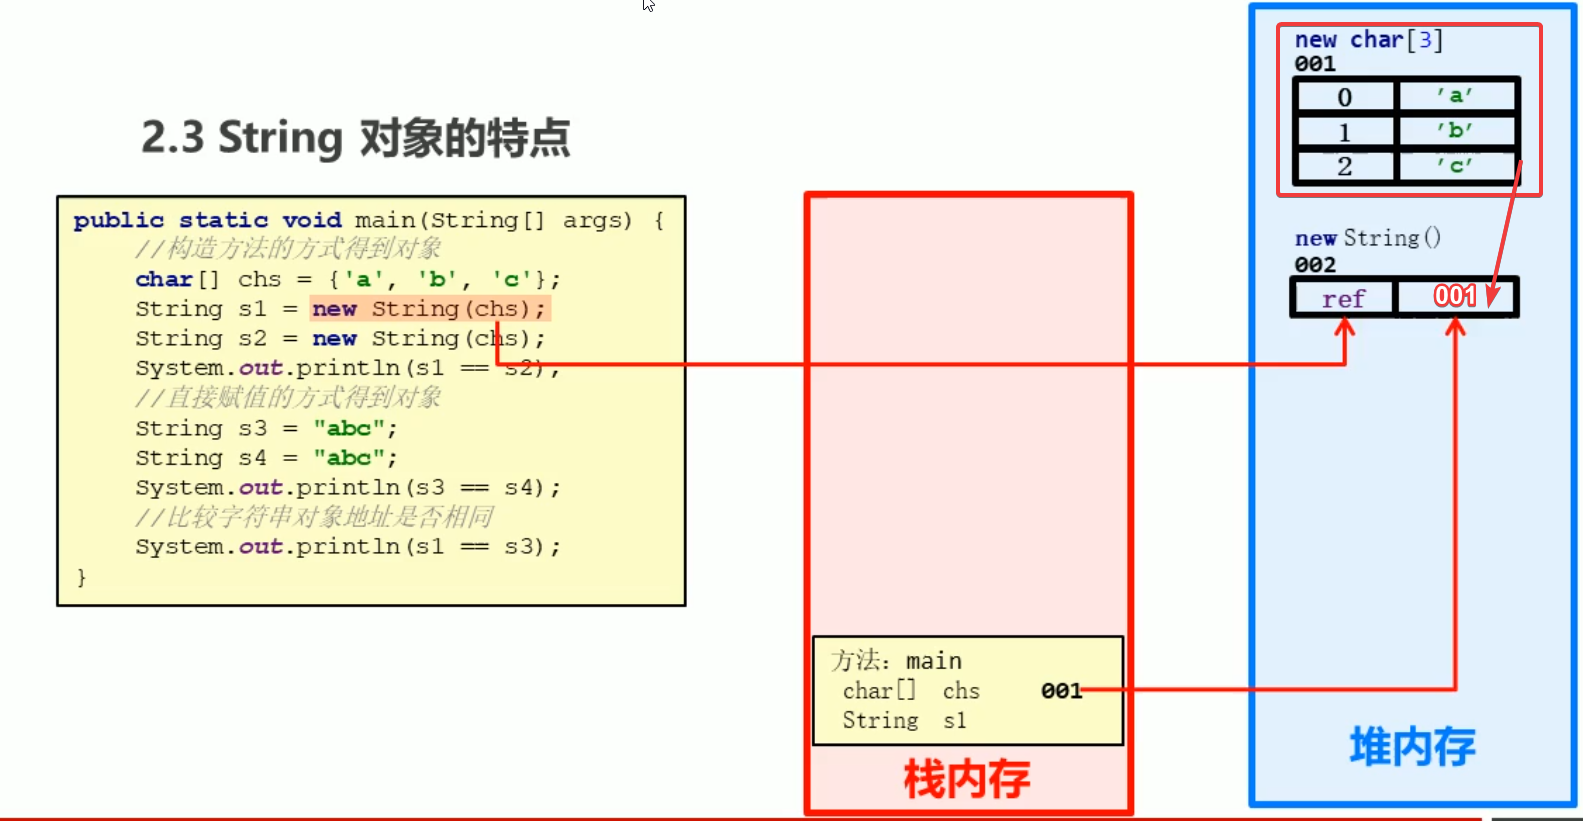 2.3 String 对象的特点
public static void main(String[] args) {
//构造方法的方式得到对象
char[] chs = {'a', 'b', 'c'};
String s1 = new String(chs);
String s2 = new String(chs);
System.out.println(s1 == s2);
//直接赋值的方式得到对象
String s3 = "abc";
String s4 = "abc";
System.out.println(s3 == s4);
//比较字符串对象地址是否相同
System.out.println(s1 == s3);
}
方法: main
char[] chs 001
String s1
栈内存
new char[3]
001
0 'a'
1 'b'
2 'c'
new String()
002
ref 001
堆内存